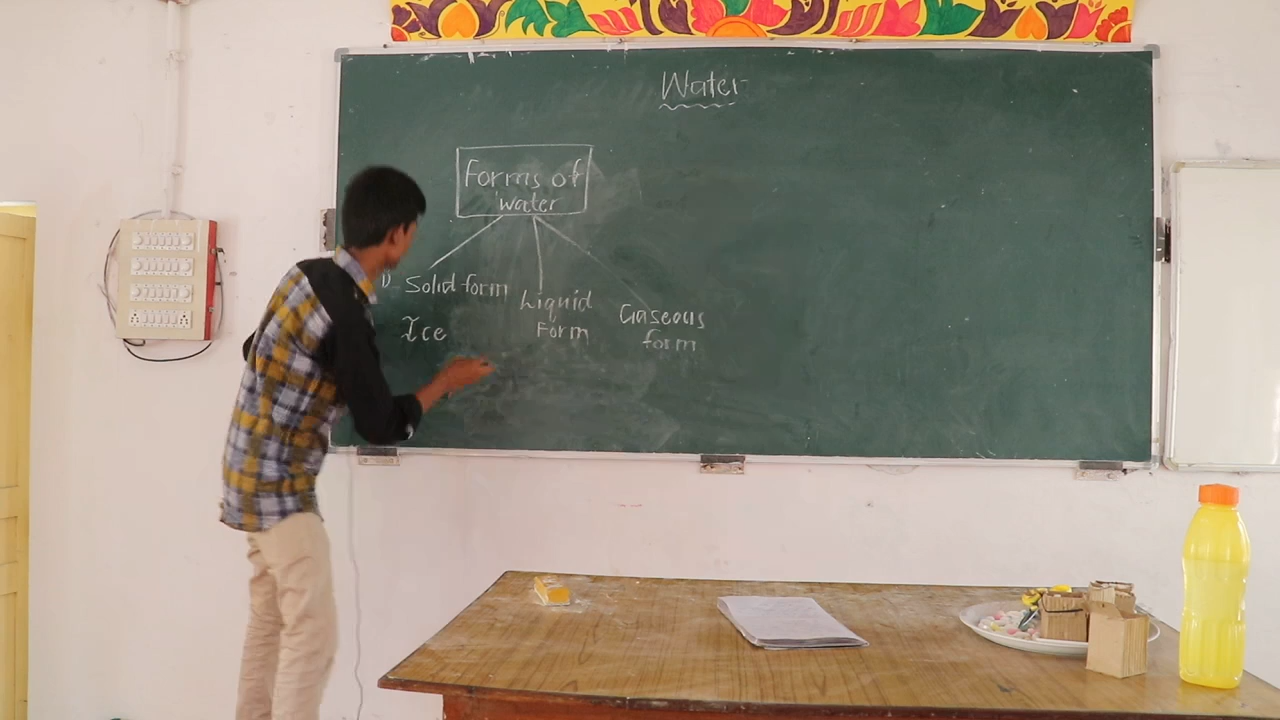 Water
Forms of
water
1) Solid form
Ice
Liquid
Form
Gaseous
form